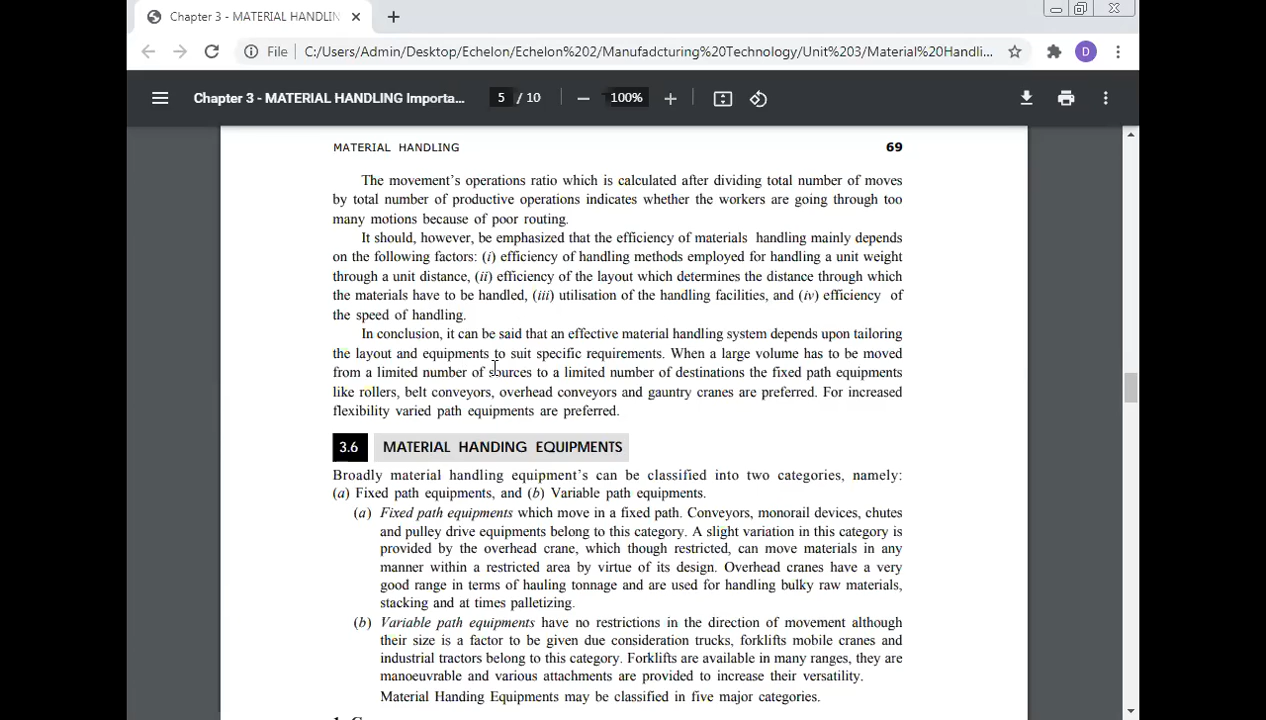 Chapter 3 - MATERIAL HANDLIN
File C:/Users/Admin/Desktop/Echelon/Echelon%202/Manufadcturing%20Technology/Unit%203/Material%20Handli... D
Chapter 3 - MATERIAL HANDLING Importa... 5 / 10 100%
MATERIAL HANDLING 69
The movement's operations ratio which is calculated after dividing total number of moves
by total number of productive operations indicates whether the workers are going through too
many motions because of poor routing.
It should, however, be emphasized that the efficiency of materials handling mainly depends
on the following factors: (i) efficiency of handling methods employed for handling a unit weight
through a unit distance, (ii) efficiency of the layout which determines the distance through which
the materials have to be handled, (iii) utilisation of the handling facilities, and (iv) efficiency of
the speed of handling.
In conclusion, it can be said that an effective material handling system depends upon tailoring
the layout and equipments to suit specific requirements. When a large volume has to be moved
from a limited number of sources to a limited number of destinations the fixed path equipments
like rollers, belt conveyors, overhead conveyors and gauntry cranes are preferred. For increased
flexibility varied path equipments are preferred.
3.6 MATERIAL HANDING EQUIPMENTS
Broadly material handling equipment's can be classified into two categories, namely:
(a) Fixed path equipments, and (b) Variable path equipments.
(a) Fixed path equipments which move in a fixed path. Conveyors, monorail devices, chutes
and pulley drive equipments belong to this category. A slight variation in this category is
provided by the overhead crane, which though restricted, can move materials in any
manner within a restricted area by virtue of its design. Overhead cranes have a very
good range in terms of hauling tonnage and are used for handling bulky raw materials,
stacking and at times palletizing.
(b) Variable path equipments have no restrictions in the direction of movement although
their size is a factor to be given due consideration trucks, forklifts mobile cranes and
industrial tractors belong to this category. Forklifts are available in many ranges, they are
manoeuvrable and various attachments are provided to increase their versatility.
Material Handing Equipments may be classified in five major categories.